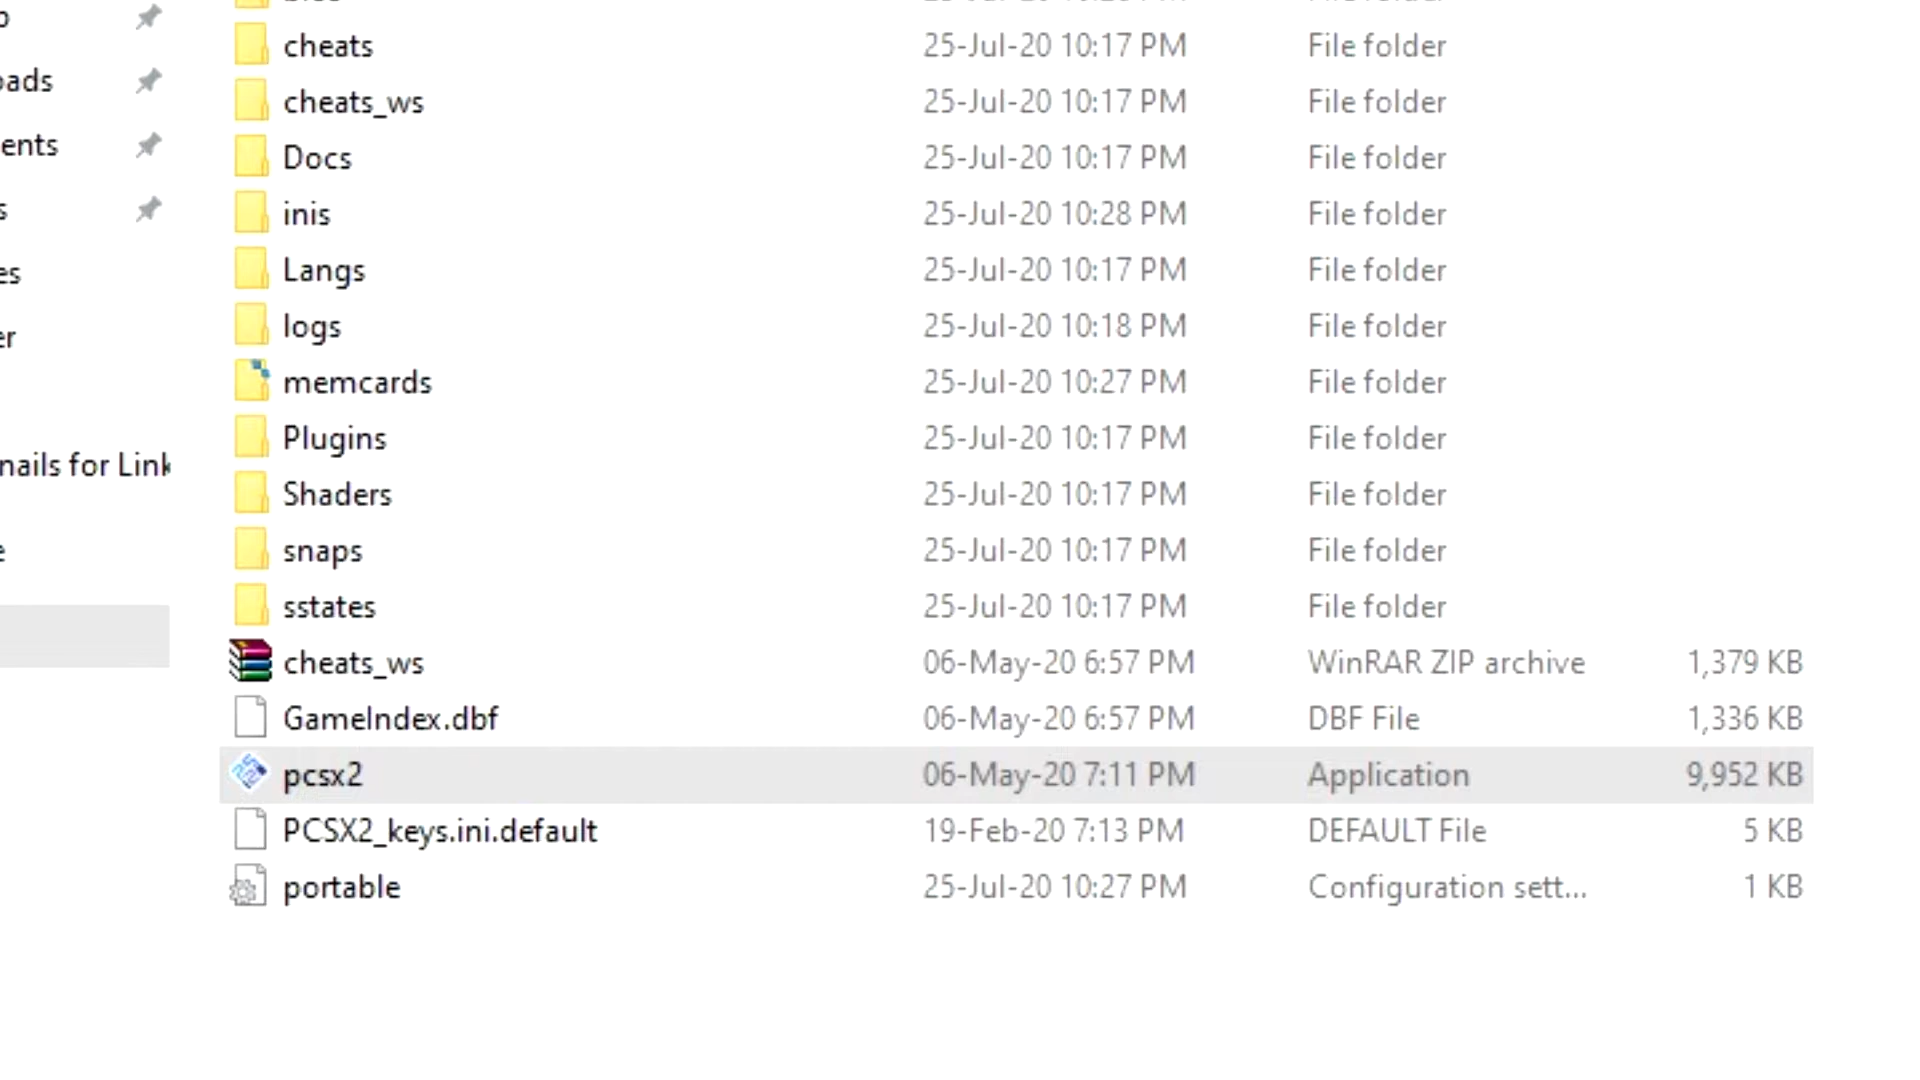 cheats 25-Jul-20 10:17 PM File folder
oads cheats_ws 25-Jul-20 10:17 PM File folder
ents Docs 25-Jul-20 10:17 PM File folder
s inis 25-Jul-20 10:28 PM File folder
es Langs 25-Jul-20 10:17 PM File folder
er logs 25-Jul-20 10:18 PM File folder
memcards 25-Jul-20 10:27 PM File folder
Plugins 25-Jul-20 10:17 PM File folder
nails for Link Shaders 25-Jul-20 10:17 PM File folder
e snaps 25-Jul-20 10:17 PM File folder
sstates 25-Jul-20 10:17 PM File folder
cheats_ws 06-May-20 6:57 PM WinRAR ZIP archive 1,379 KB
GameIndex.dbf 06-May-20 6:57 PM DBF File 1,336 KB
pcsx2 06-May-20 7:11 PM Application 9,952 KB
PCSX2_keys.ini.default 19-Feb-20 7:13 PM DEFAULT File 5 KB
portable 25-Jul-20 10:27 PM Configuration sett... 1 KB